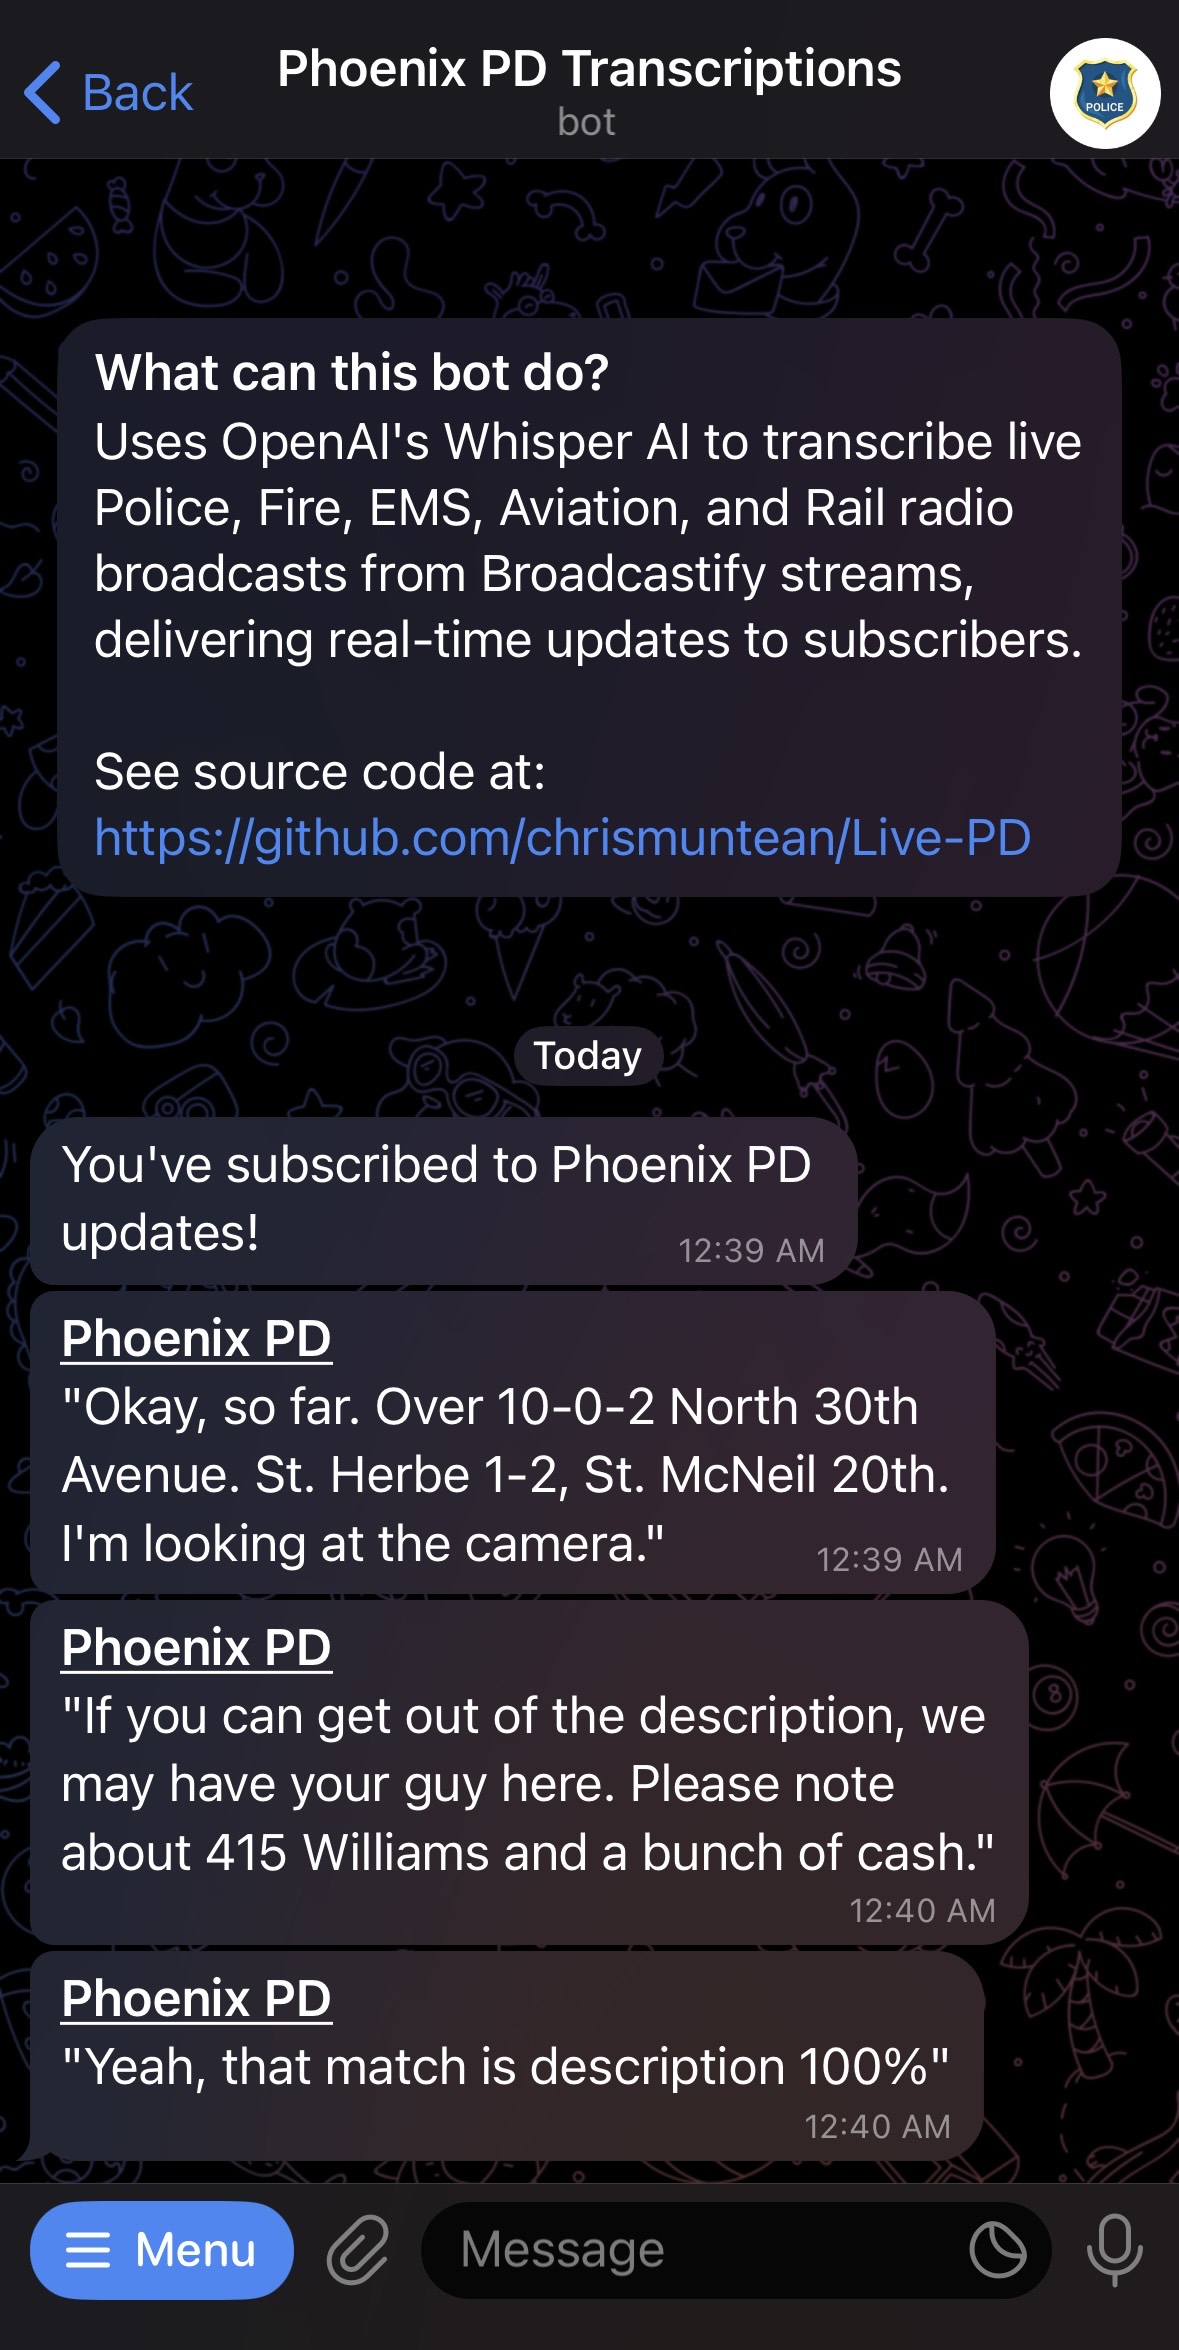 Back
Phoenix PD Transcriptions
bot
POLICE
What can this bot do?
Uses OpenAI's Whisper AI to transcribe live
Police, Fire, EMS, Aviation, and Rail radio
broadcasts from Broadcastify streams,
delivering real-time updates to subscribers.
See source code at:
https://github.com/chrismuntean/Live-PD
Today
You've subscribed to Phoenix PD
updates!
12:39 AM
Phoenix PD
"Okay, so far. Over 10-0-2 North 30th
Avenue. St. Herbe 1-2, St. McNeil 20th.
I'm looking at the camera."
12:39 AM
Phoenix PD
"If you can get out of the description, we
may have your guy here. Please note
about 415 Williams and a bunch of cash."
12:40 AM
Phoenix PD
"Yeah, that match is description 100%"
12:40 AM
Menu
Message